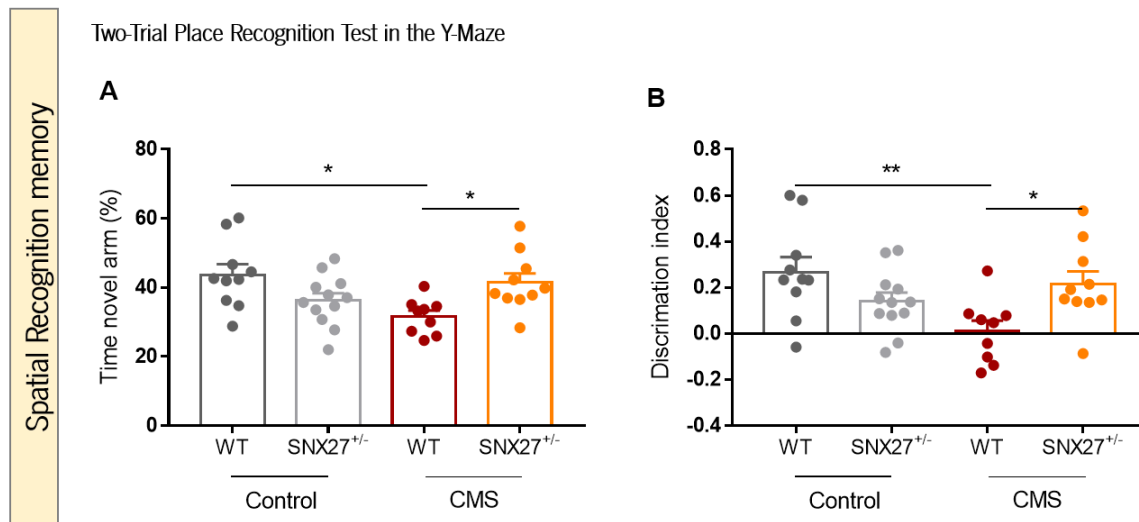 Spatial Recognition memory
Two-Trial Place Recognition Test in the Y-Maze
A
Time novel arm (%)
80
60
40
20
0
*
*
WT
SNX27+/-
WT
SNX27+/-
Control
CMS
B
Discrimation index
0.8
0.6
0.4
0.2
0.0
-0.2
-0.4
**
*
WT
SNX27+/-
WT
SNX27+/-
Control
CMS